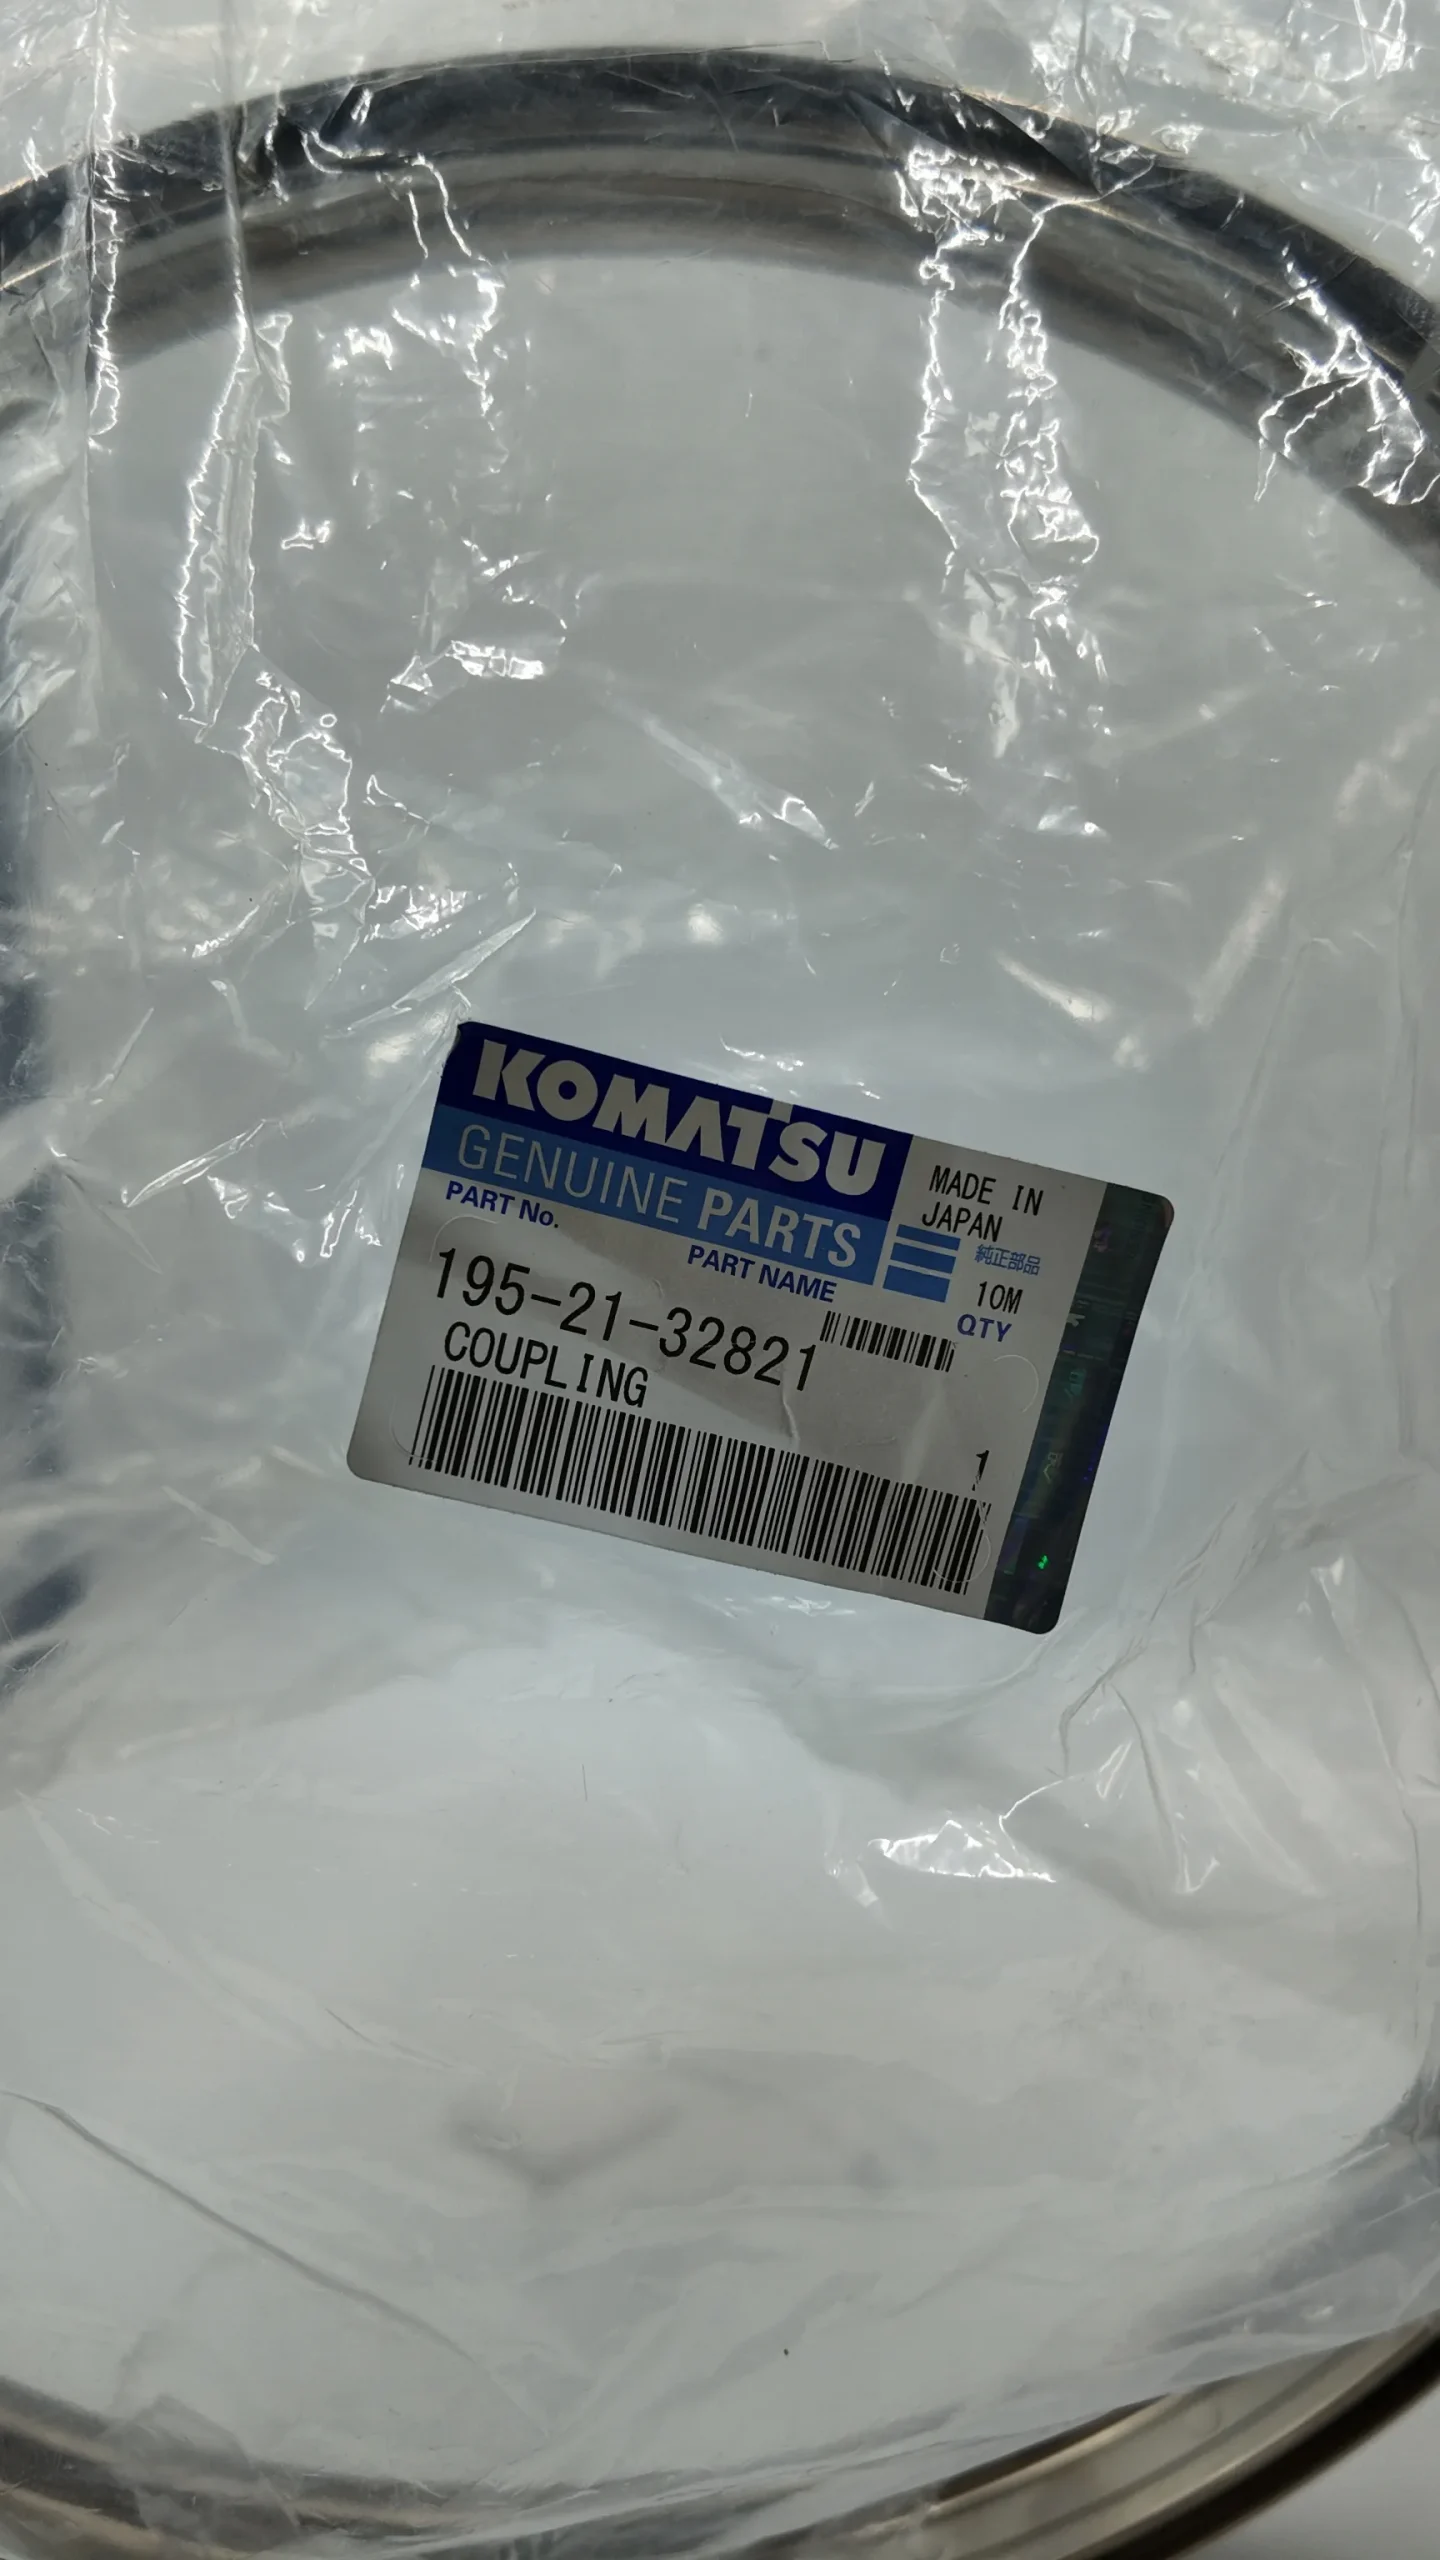 KOMATSU
GENUINE PARTS
MADE IN
JAPAN
純正部品
PART No.
PART NAME
10M
QTY
195-21-32821
COUPLING
1